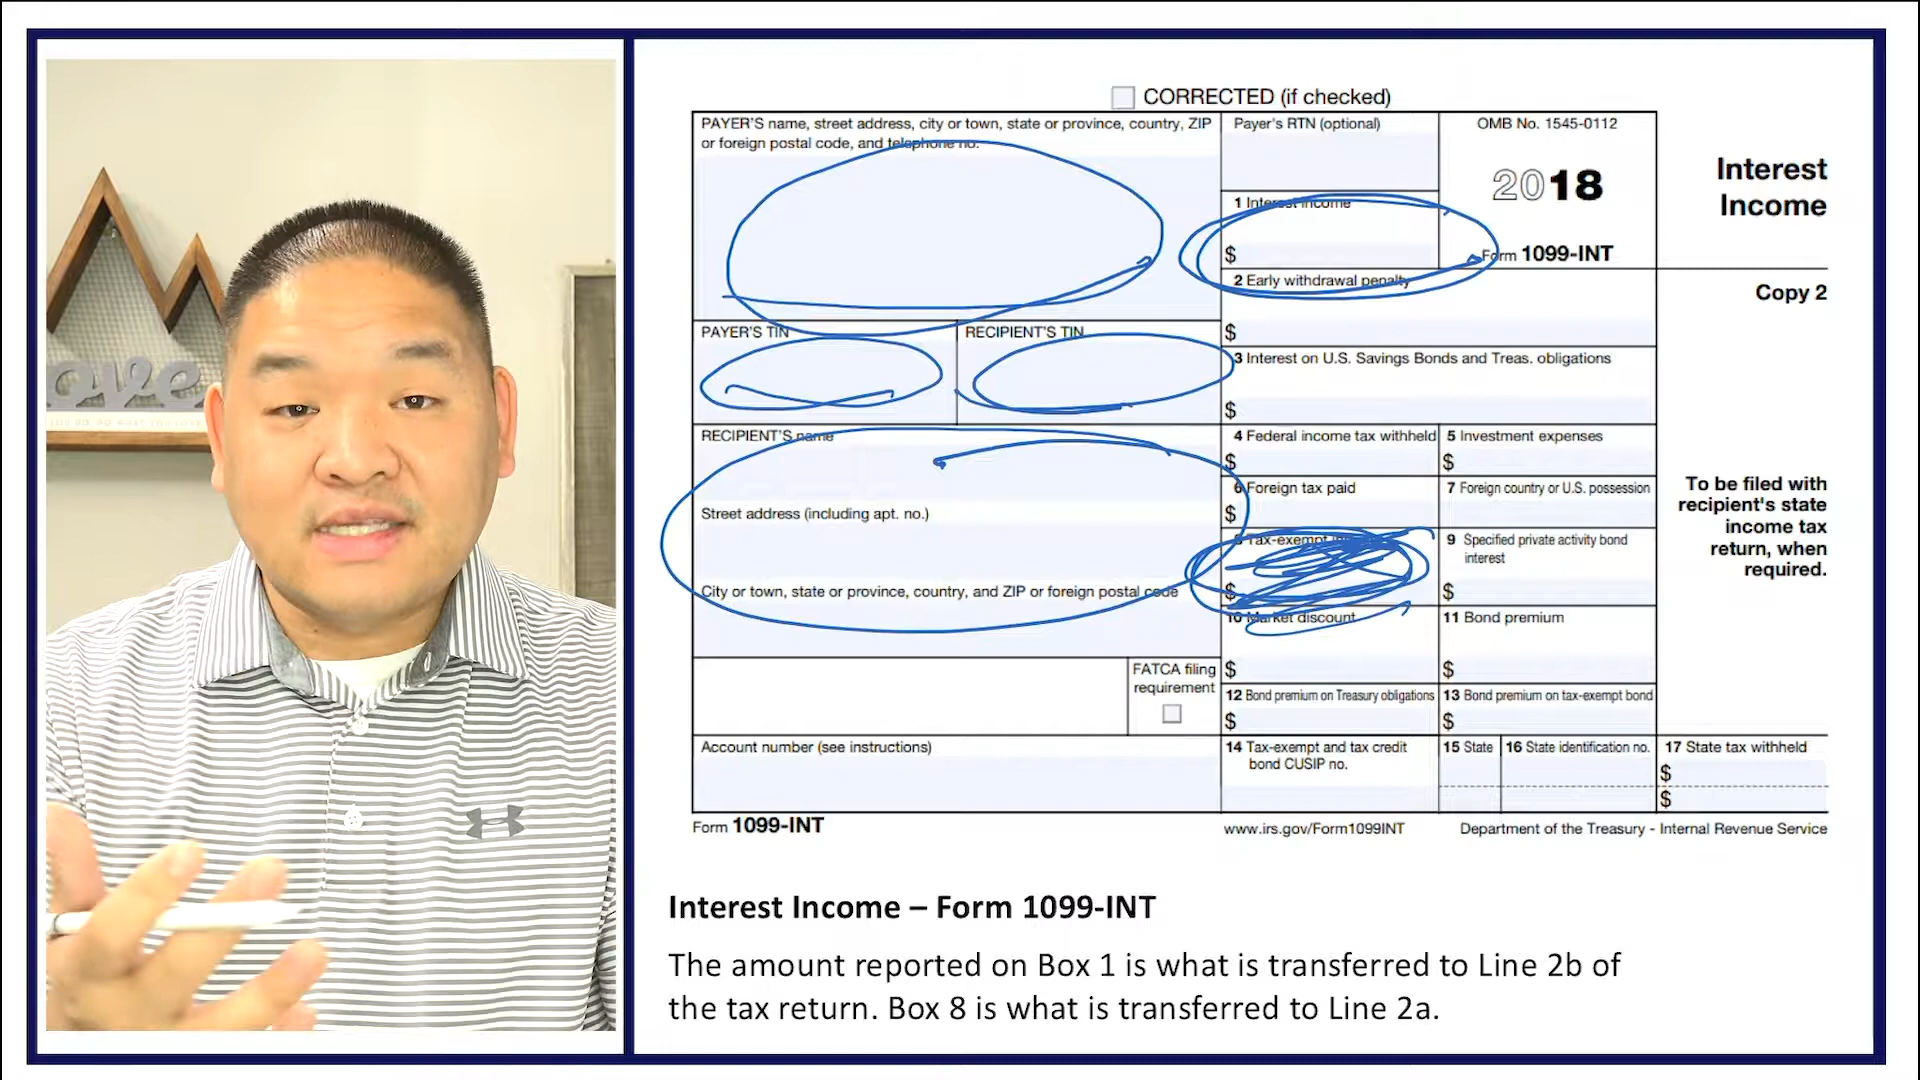 CORRECTED (if checked)
PAYER'S name, street address, city or town, state or province, country, ZIP
or foreign postal code, and telephone no.
Payer's RTN (optional)
OMB No. 1545-0112
2018
Form 1099-INT
Interest
Income
1 Interest income
$
2 Early withdrawal penalty
$
Copy 2
PAYER'S TIN
RECIPIENT'S TIN
3 Interest on U.S. Savings Bonds and Treas. obligations
$
RECIPIENT'S name
4 Federal income tax withheld
$
5 Investment expenses
$
6 Foreign tax paid
$
7 Foreign country or U.S. possession
Street address (including apt. no.)
8 Tax-exempt
$
9 Specified private activity bond
interest
$
To be filed with
recipient's state
income tax
return, when
required.
City or town, state or province, country, and ZIP or foreign postal code
10 Market discount
$
11 Bond premium
$
FATCA filing
requirement
12 Bond premium on Treasury obligations
$
13 Bond premium on tax-exempt bond
$
Account number (see instructions)
14 Tax-exempt and tax credit
bond CUSIP no.
15 State
16 State identification no.
17 State tax withheld
$
$
Form 1099-INT
www.irs.gov/Form1099INT
Department of the Treasury - Internal Revenue Service
Interest Income – Form 1099-INT
The amount reported on Box 1 is what is transferred to Line 2b of
the tax return. Box 8 is what is transferred to Line 2a.
ove